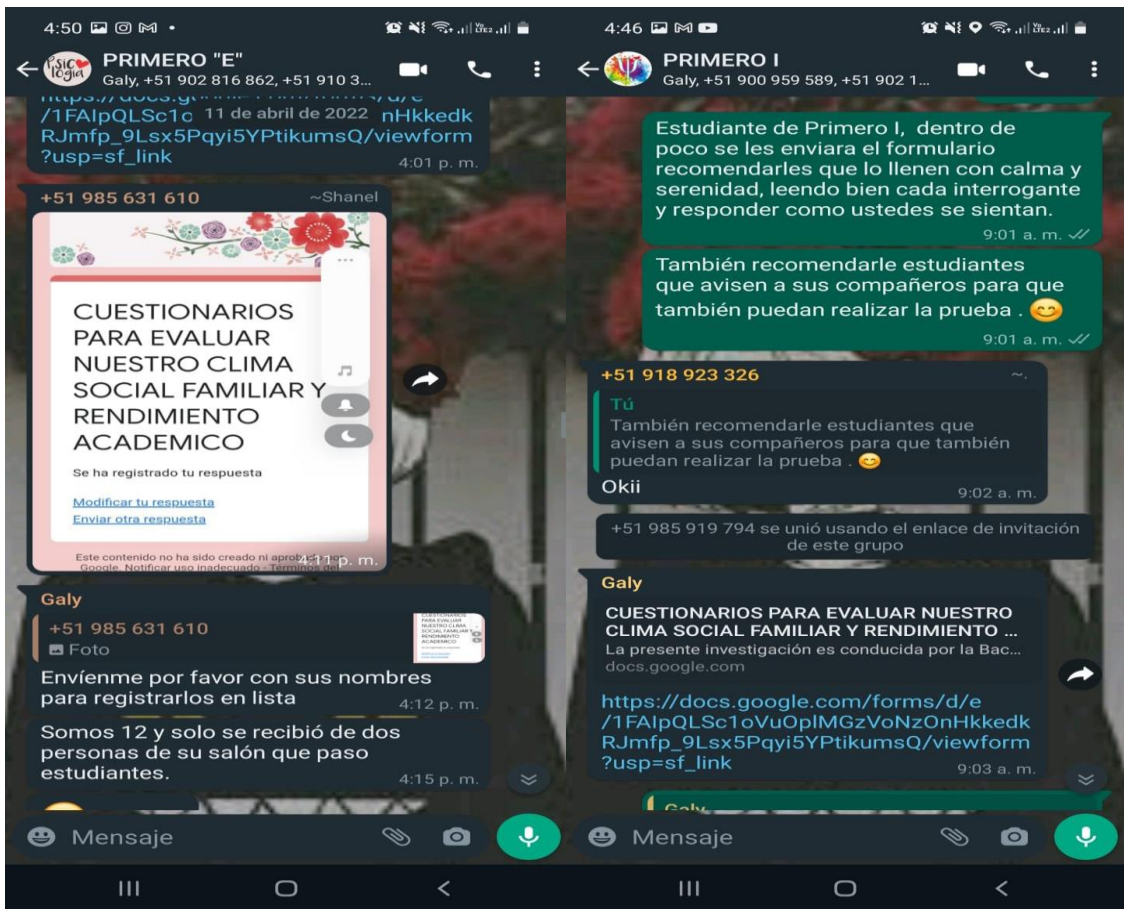 4:50
PRIMERO "E"
Galy, +51 902 816 862, +51 910 3...
11 de abril de 2022
/1FAIpQLSc1o nHkkedk
RJmfp_9Lsx5Pqyi5YPtikumsQ/viewform
?usp=sf_link
4:01 p. m.
+51 985 631 610 ~Shanel
CUESTIONARIOS
PARA EVALUAR
NUESTRO CLIMA
SOCIAL FAMILIAR Y
RENDIMIENTO
ACADEMICO
Se ha registrado tu respuesta
Modificar tu respuesta
Enviar otra respuesta
Este contenido no ha sido creado ni aprobado por
Google. Notificar uso inadecuado - Términos del
4:11 p. m.
Galy
+51 985 631 610
Foto
Envíenme por favor con sus nombres
para registrarlos en lista
4:12 p. m.
Somos 12 y solo se recibió de dos
personas de su salón que paso
estudiantes.
4:15 p. m.
Mensaje
4:46
PRIMERO I
Galy, +51 900 959 589, +51 902 1...
Estudiante de Primero I, dentro de
poco se les enviara el formulario
recomendarles que lo llenen con calma y
serenidad, leendo bien cada interrogante
y responder como ustedes se sientan.
9:01 a. m.
También recomendarle estudiantes
que avisen a sus compañeros para que
también puedan realizar la prueba . 😊
9:01 a. m.
+51 918 923 326 ~.
Tú
También recomendarle estudiantes que
avisen a sus compañeros para que también
puedan realizar la prueba . 😊
Okii
9:02 a. m.
+51 985 919 794 se unió usando el enlace de invitación
de este grupo
Galy
CUESTIONARIOS PARA EVALUAR NUESTRO
CLIMA SOCIAL FAMILIAR Y RENDIMIENTO ...
La presente investigación es conducida por la Bac...
docs.google.com
https://docs.google.com/forms/d/e
/1FAIpQLSc1oVuOplMGzVoNzOnHkkedk
RJmfp_9Lsx5Pqyi5YPtikumsQ/viewform
?usp=sf_link
9:03 a. m.
Galy
Mensaje